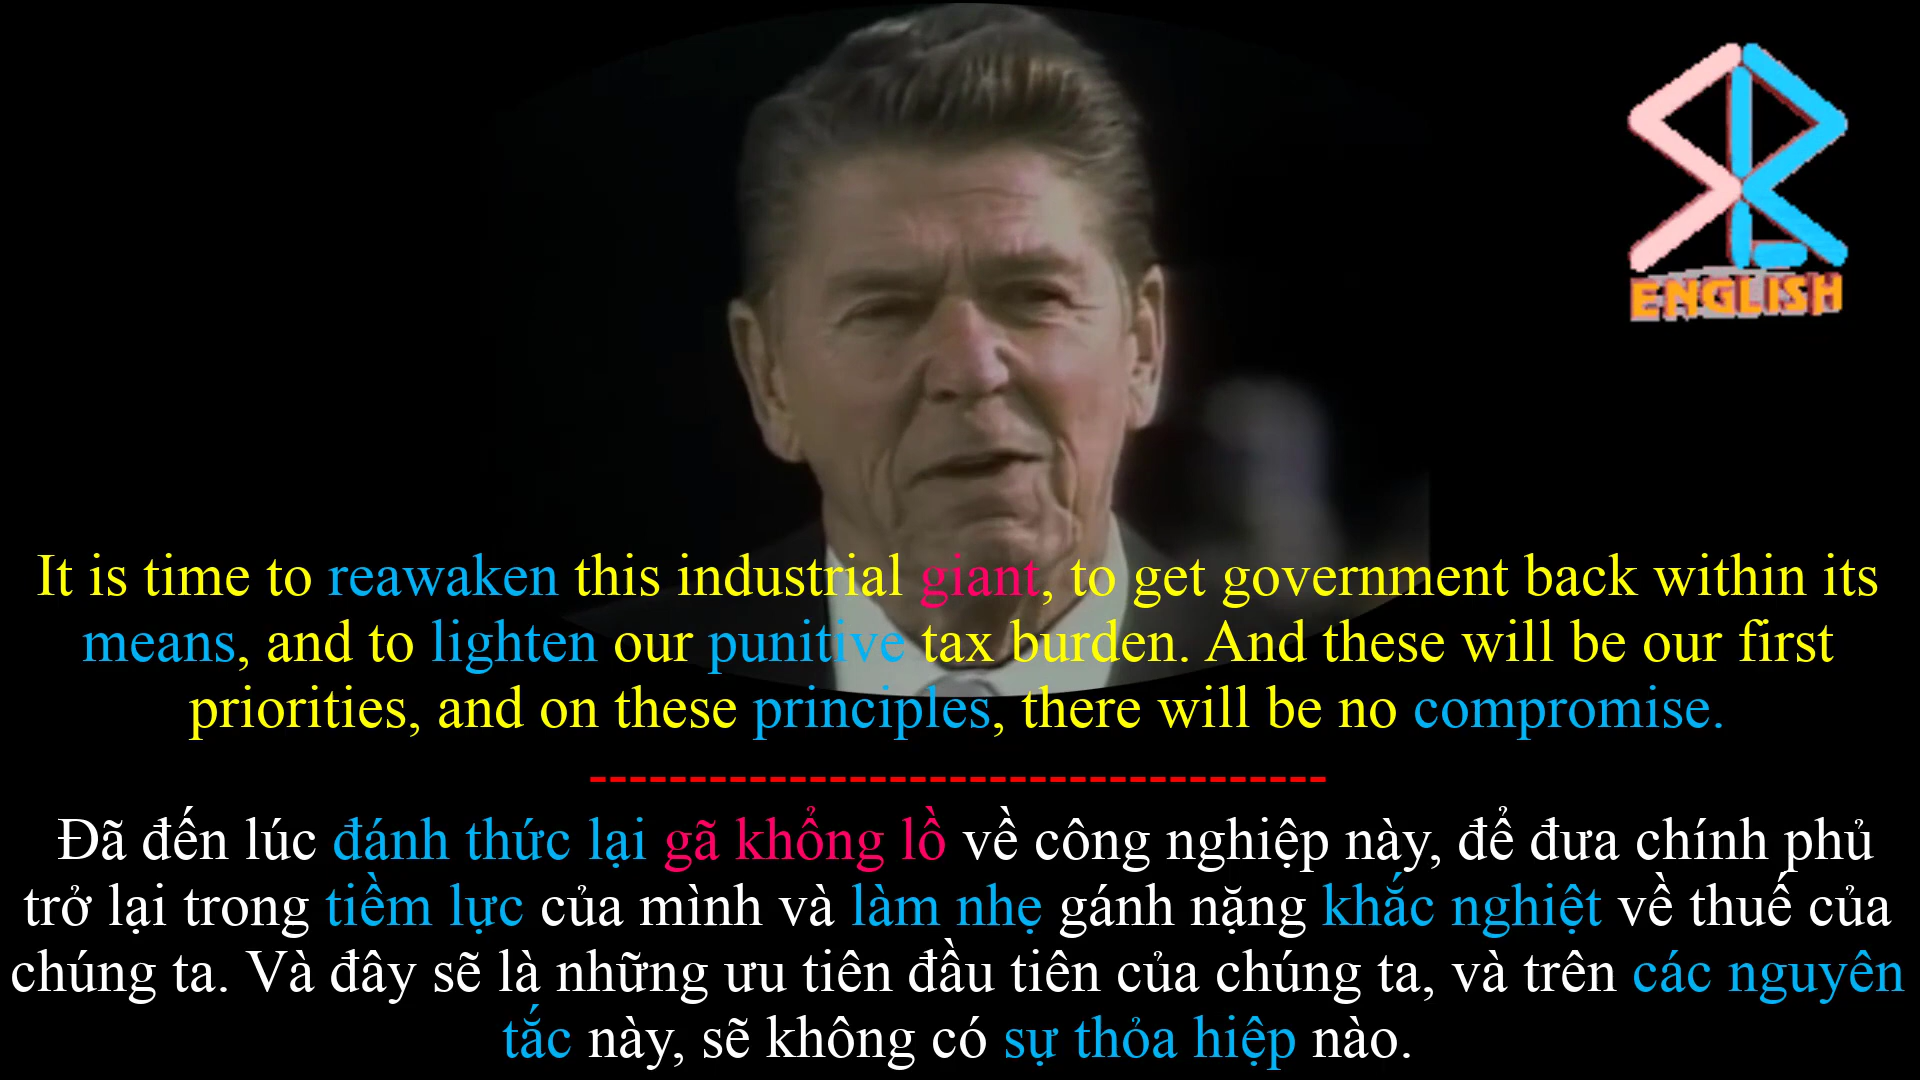 ENGLISH
It is time to reawaken this industrial giant, to get government back within its
means, and to lighten our punitive tax burden. And these will be our first
priorities, and on these principles, there will be no compromise.
-------------------------------------
Đã đến lúc đánh thức lại gã khổng lồ về công nghiệp này, để đưa chính phủ
trở lại trong tiềm lực của mình và làm nhẹ gánh nặng khắc nghiệt về thuế của
chúng ta. Và đây sẽ là những ưu tiên đầu tiên của chúng ta, và trên các nguyên
tắc này, sẽ không có sự thỏa hiệp nào.